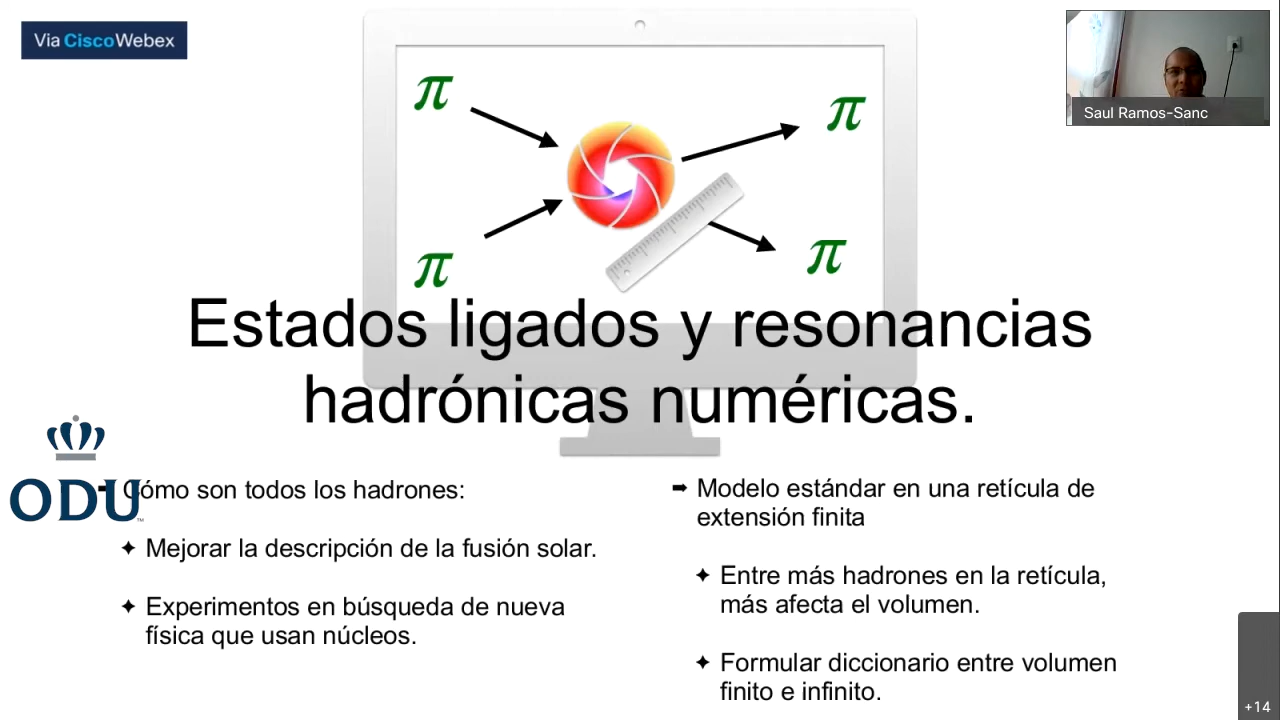 Via Cisco Webex
π
π
π
π
Saul Ramos-Sanc
Estados ligados y resonancias
hadrónicas numéricas.
ODU
Cómo son todos los hadrones:
✦ Mejorar la descripción de la fusión solar.
✦ Experimentos en búsqueda de nueva
física que usan núcleos.
➡ Modelo estándar en una retícula de
extensión finita
✦ Entre más hadrones en la retícula,
más afecta el volumen.
✦ Formular diccionario entre volumen
finito e infinito.
+14